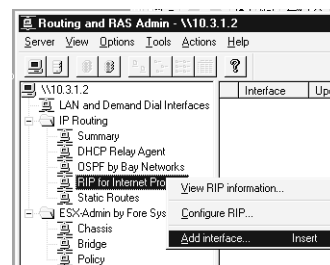 Routing and RAS Admin - \\10.3.1.2
Server View Options Tools Actions Help
\\10.3.1.2
Interface
LAN and Demand Dial Interfaces
IP Routing
Summary
DHCP Relay Agent
OSPF by Bay Networks
RIP for Internet Pro
View RIP information...
Static Routes
Configure RIP...
ESX-Admin by Fore Sys
Chassis
Add interface... Insert
Bridge
Policy